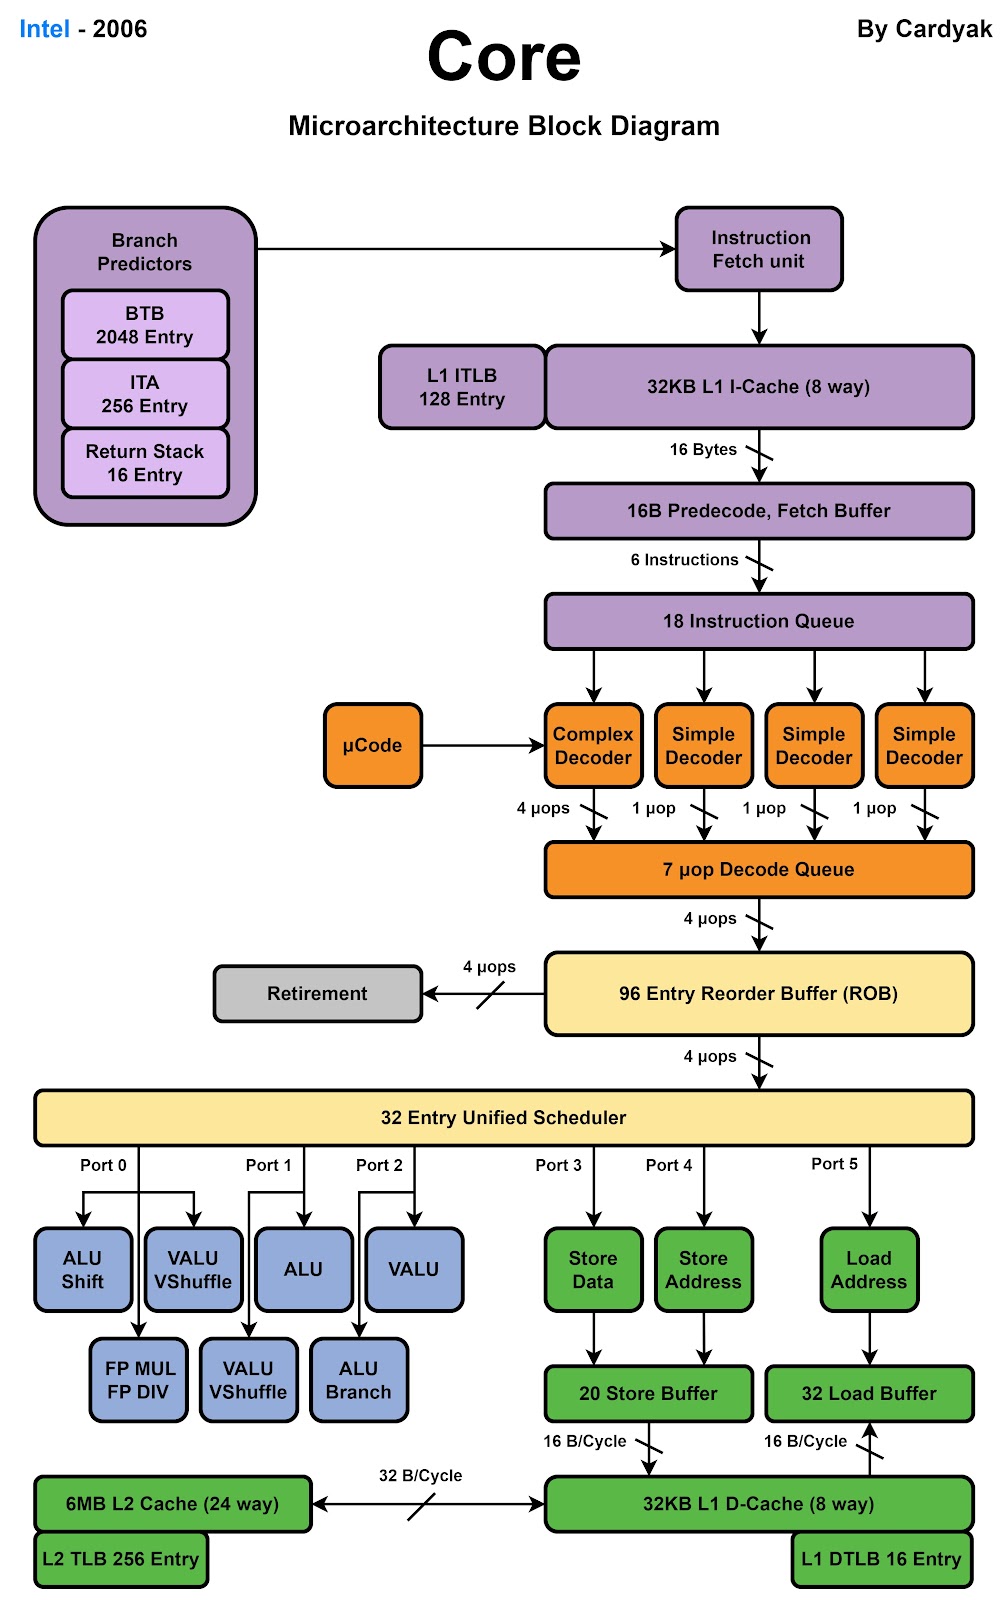 Intel - 2006
By Cardyak
Core
Microarchitecture Block Diagram
Branch
Predictors
BTB
2048 Entry
ITA
256 Entry
Return Stack
16 Entry
Instruction
Fetch unit
L1 ITLB
128 Entry
32KB L1 I-Cache (8 way)
16 Bytes
16B Predecode, Fetch Buffer
6 Instructions
18 Instruction Queue
µCode
Complex
Decoder
Simple
Decoder
Simple
Decoder
Simple
Decoder
4 µops
1 µop
1 µop
1 µop
7 µop Decode Queue
4 µops
Retirement
4 µops
96 Entry Reorder Buffer (ROB)
4 µops
32 Entry Unified Scheduler
Port 0
Port 1
Port 2
Port 3
Port 4
Port 5
ALU
Shift
VALU
VShuffle
ALU
VALU
Store
Data
Store
Address
Load
Address
FP MUL
FP DIV
VALU
VShuffle
ALU
Branch
20 Store Buffer
32 Load Buffer
16 B/Cycle
16 B/Cycle
6MB L2 Cache (24 way)
32 B/Cycle
32KB L1 D-Cache (8 way)
L2 TLB 256 Entry
L1 DTLB 16 Entry